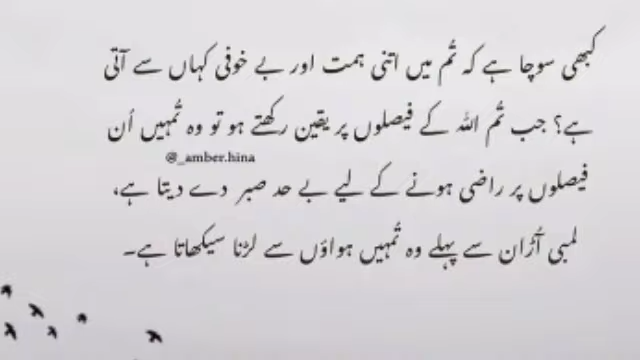 کبھی سوچا ہے کہ تُم میں اتنی ہمت اور بے خوفی کہاں سے آتی
ہے؟ جب تُم اللہ کے فیصلوں پر یقین رکھتے ہو تو وہ تُمہیں اُن
@_amber.hina
فیصلوں پر راضی ہونے کے لیے بے حد صبر دے دیتا ہے،
لمبی اُڑان سے پہلے وہ تُمہیں ہواؤں سے لڑنا سیکھاتا ہے۔